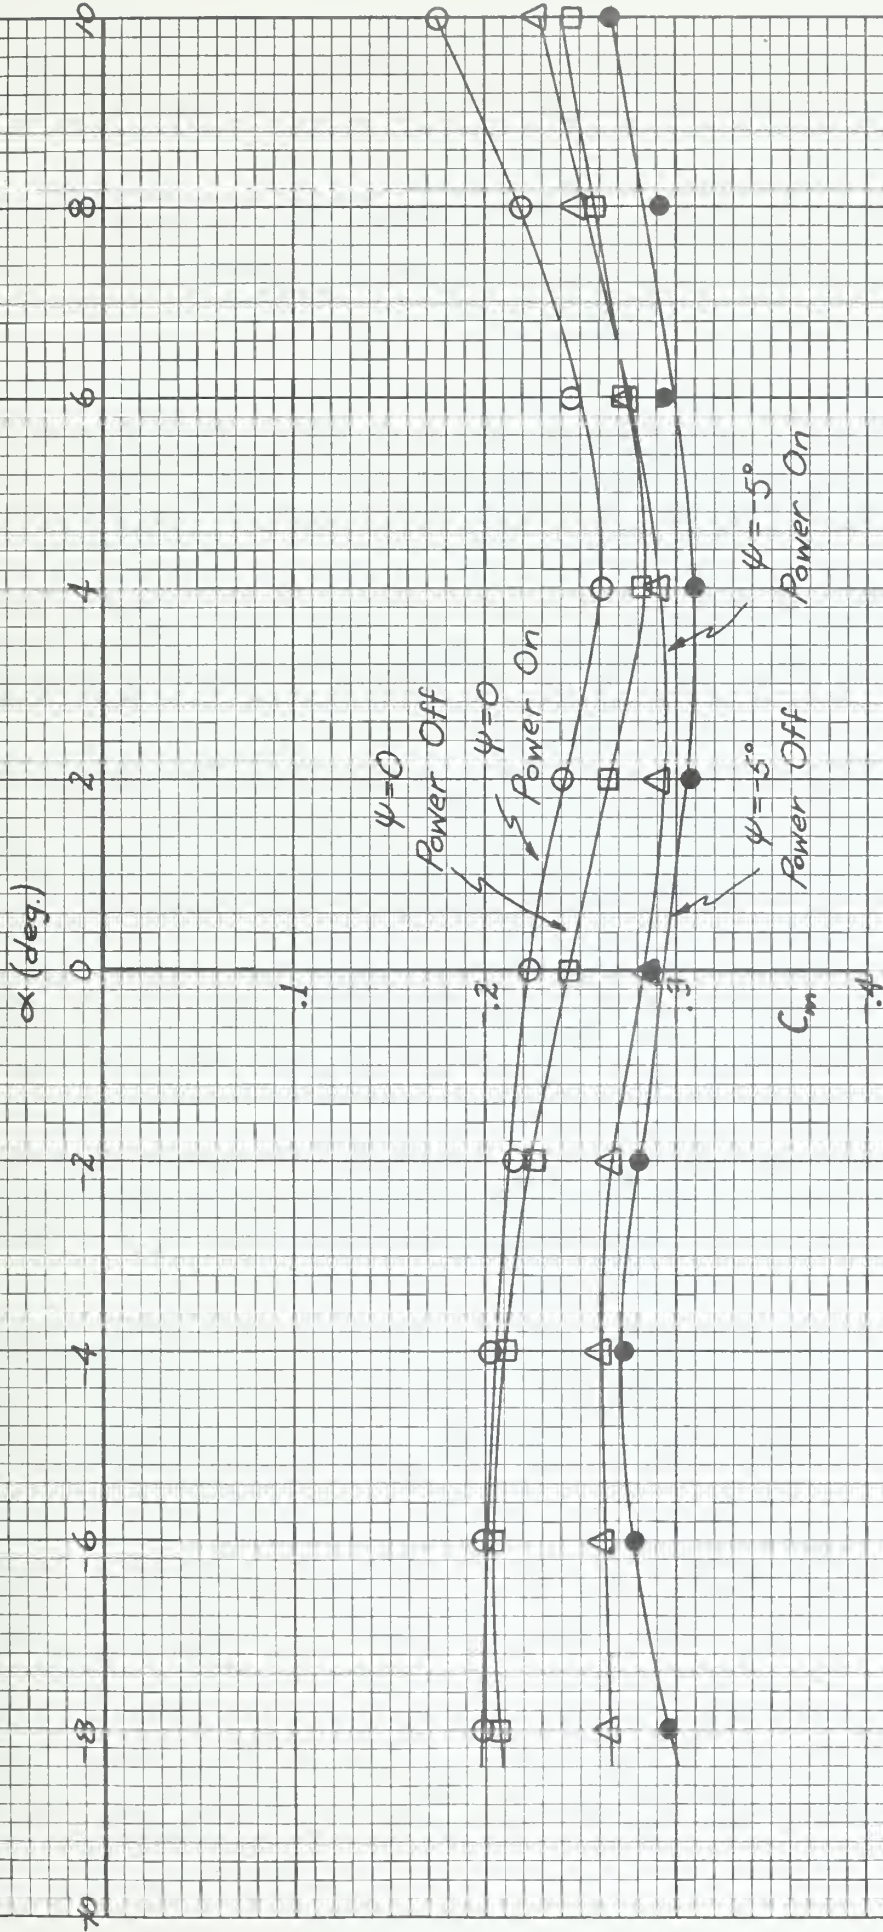 α (deg.)
-10
-8
-6
-4
-2
0
2
4
6
8
10
-.1
-.2
-.3
-.4
Cm
ψ=0
Power Off
ψ=0
Power On
ψ=-5°
Power Off
ψ=-5°
Power On